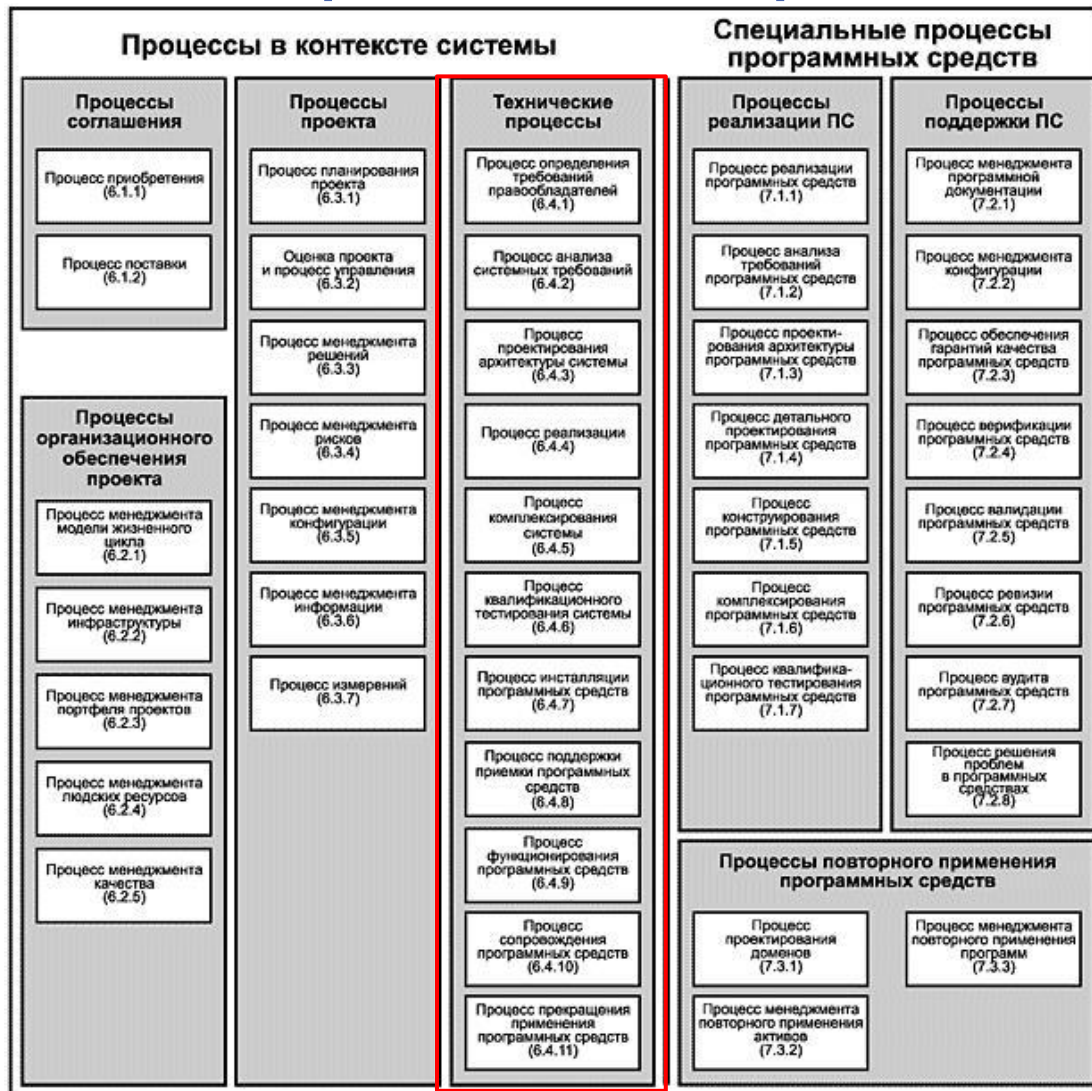 Процессы в контексте системы
Специальные процессы
программных средств
Процессы
соглашения
Процесс приобретения
(6.1.1)
Процесс поставки
(6.1.2)
Процессы
организационного
обеспечения
проекта
Процесс менеджмента
модели жизненного
цикла
(6.2.1)
Процесс менеджмента
инфраструктуры
(6.2.2)
Процесс менеджмента
портфеля проектов
(6.2.3)
Процесс менеджмента
людских ресурсов
(6.2.4)
Процесс менеджмента
качества
(6.2.5)
Процессы
проекта
Процесс планирования
проекта
(6.3.1)
Оценка проекта
и процесс управления
(6.3.2)
Процесс менеджмента
решений
(6.3.3)
Процесс менеджмента
рисков
(6.3.4)
Процесс менеджмента
конфигурации
(6.3.5)
Процесс менеджмента
информации
(6.3.6)
Процесс измерений
(6.3.7)
Технические
процессы
Процесс определения
требований
правообладателей
(6.4.1)
Процесс анализа
системных требований
(6.4.2)
Процесс
проектирования
архитектуры системы
(6.4.3)
Процесс реализации
(6.4.4)
Процесс
комплексирования
системы
(6.4.5)
Процесс
квалификационного
тестирования системы
(6.4.6)
Процесс инсталляции
программных средств
(6.4.7)
Процесс поддержки
приемки программных
средств
(6.4.8)
Процесс
функционирования
программных средств
(6.4.9)
Процесс
сопровождения
программных средств
(6.4.10)
Процесс прекращения
применения
программных средств
(6.4.11)
Процессы
реализации ПС
Процесс реализации
программных средств
(7.1.1)
Процесс анализа
требований
программных средств
(7.1.2)
Процесс проекти-
рования архитектуры
программных средств
(7.1.3)
Процесс детального
проектирования
программных средств
(7.1.4)
Процесс
конструирования
программных средств
(7.1.5)
Процесс
комплексирования
программных средств
(7.1.6)
Процесс квалифика-
ционного тестирования
программных средств
(7.1.7)
Процессы
поддержки ПС
Процесс менеджмента
программной
документации
(7.2.1)
Процесс менеджмента
конфигурации
(7.2.2)
Процесс обеспечения
гарантий качества
программных средств
(7.2.3)
Процесс верификации
программных средств
(7.2.4)
Процесс валидации
программных средств
(7.2.5)
Процесс ревизии
программных средств
(7.2.6)
Процесс аудита
программных средств
(7.2.7)
Процесс решения
проблем
в программных
средствах
(7.2.8)
Процессы повторного применения
программных средств
Процесс
проектирования
доменов
(7.3.1)
Процесс менеджмента
повторного применения
активов
(7.3.2)
Процесс менеджмента
повторного применения
программ
(7.3.3)